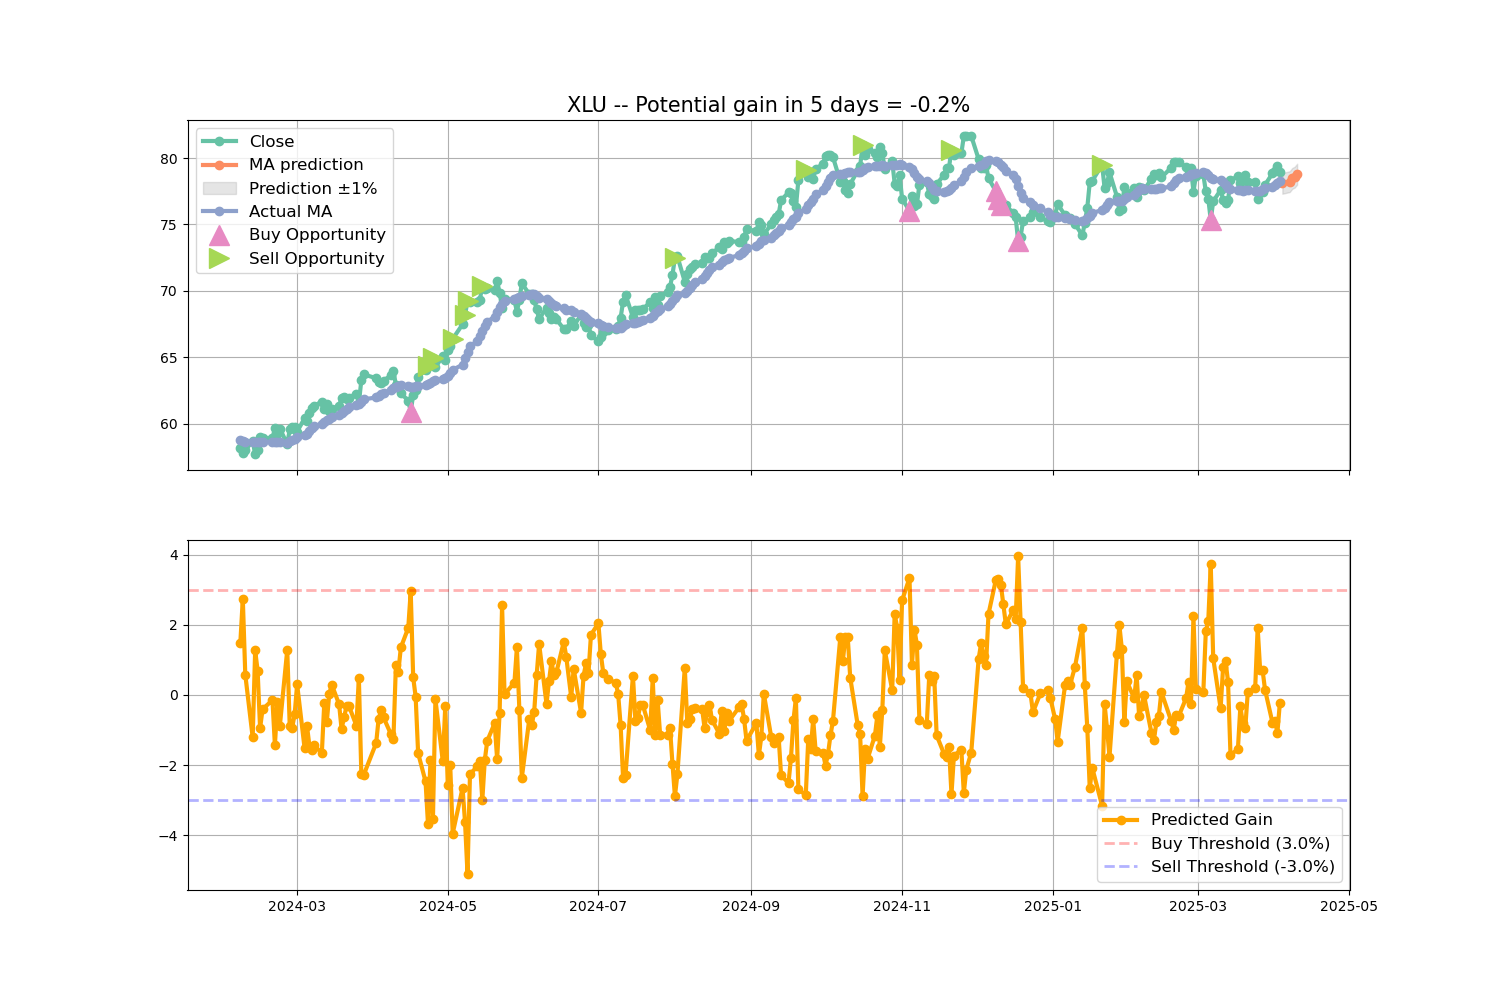 XLU -- Potential gain in 5 days = -0.2%
Close
MA prediction
Prediction ±1%
Actual MA
Buy Opportunity
Sell Opportunity
80
75
70
65
60
4
2
0
−2
−4
Predicted Gain
Buy Threshold (3.0%)
Sell Threshold (-3.0%)
2024-03 2024-05 2024-07 2024-09 2024-11 2025-01 2025-03 2025-05